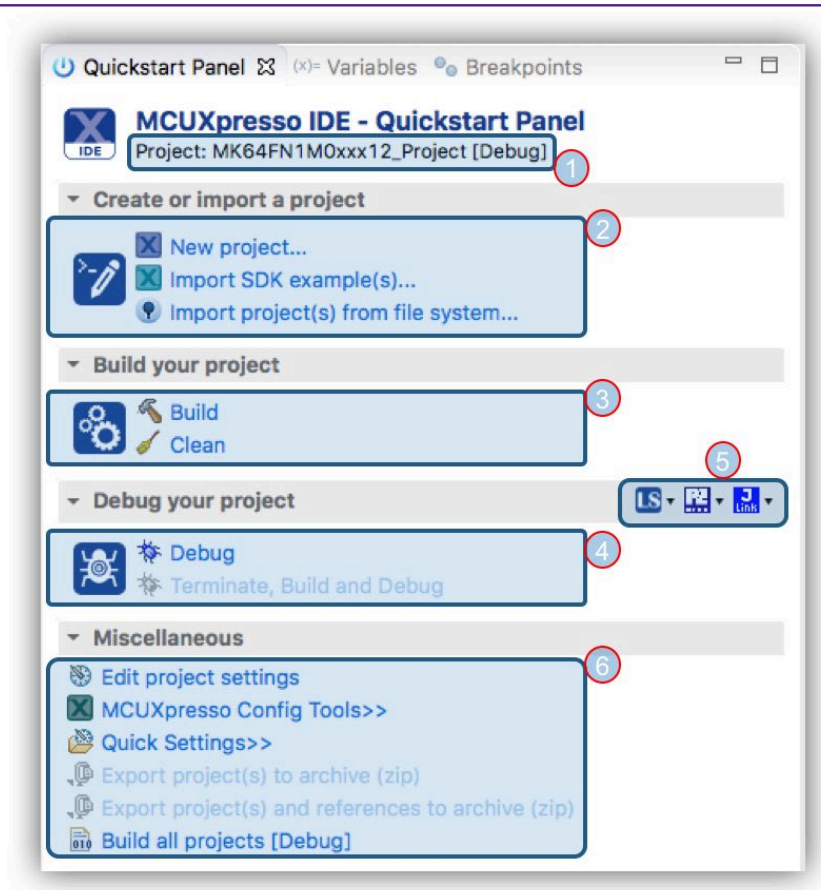 Quickstart Panel (x)= Variables Breakpoints
IDE
MCUXpresso IDE - Quickstart Panel
Project: MK64FN1M0xxx12_Project [Debug]
1
Create or import a project
2
New project...
Import SDK example(s)...
Import project(s) from file system...
Build your project
3
Build
Clean
5
Debug your project
LS PE J Link
4
Debug
Terminate, Build and Debug
Miscellaneous
6
Edit project settings
MCUXpresso Config Tools>>
Quick Settings>>
Export project(s) to archive (zip)
Export project(s) and references to archive (zip)
010 Build all projects [Debug]